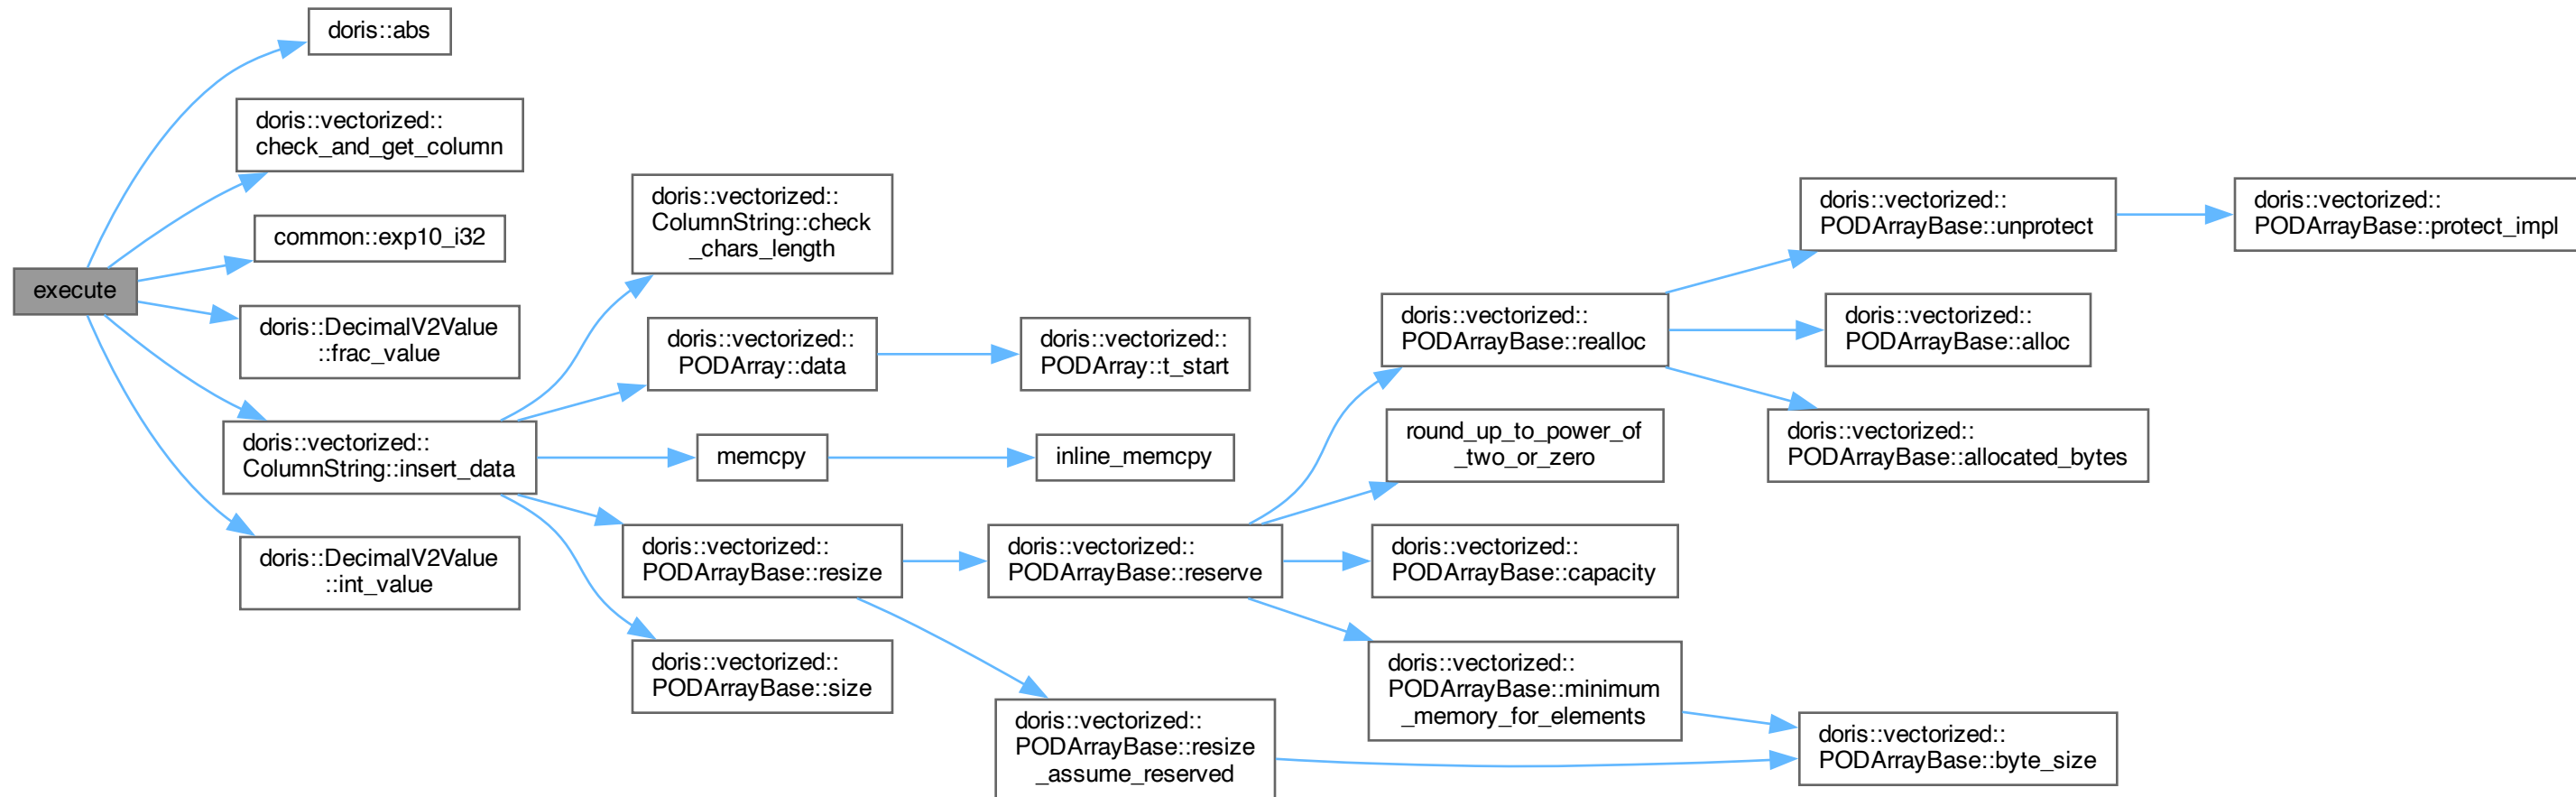 doris::abs
doris::vectorized::
check_and_get_column
common::exp10_i32
execute
doris::DecimalV2Value
::frac_value
doris::vectorized::
ColumnString::insert_data
doris::DecimalV2Value
::int_value
doris::vectorized::
ColumnString::check
_chars_length
doris::vectorized::
PODArray::data
memcpy
doris::vectorized::
PODArrayBase::resize
doris::vectorized::
PODArrayBase::size
doris::vectorized::
PODArray::t_start
inline_memcpy
doris::vectorized::
PODArrayBase::reserve
doris::vectorized::
PODArrayBase::resize
_assume_reserved
doris::vectorized::
PODArrayBase::realloc
round_up_to_power_of
_two_or_zero
doris::vectorized::
PODArrayBase::capacity
doris::vectorized::
PODArrayBase::minimum
_memory_for_elements
doris::vectorized::
PODArrayBase::unprotect
doris::vectorized::
PODArrayBase::alloc
doris::vectorized::
PODArrayBase::allocated_bytes
doris::vectorized::
PODArrayBase::byte_size
doris::vectorized::
PODArrayBase::protect_impl